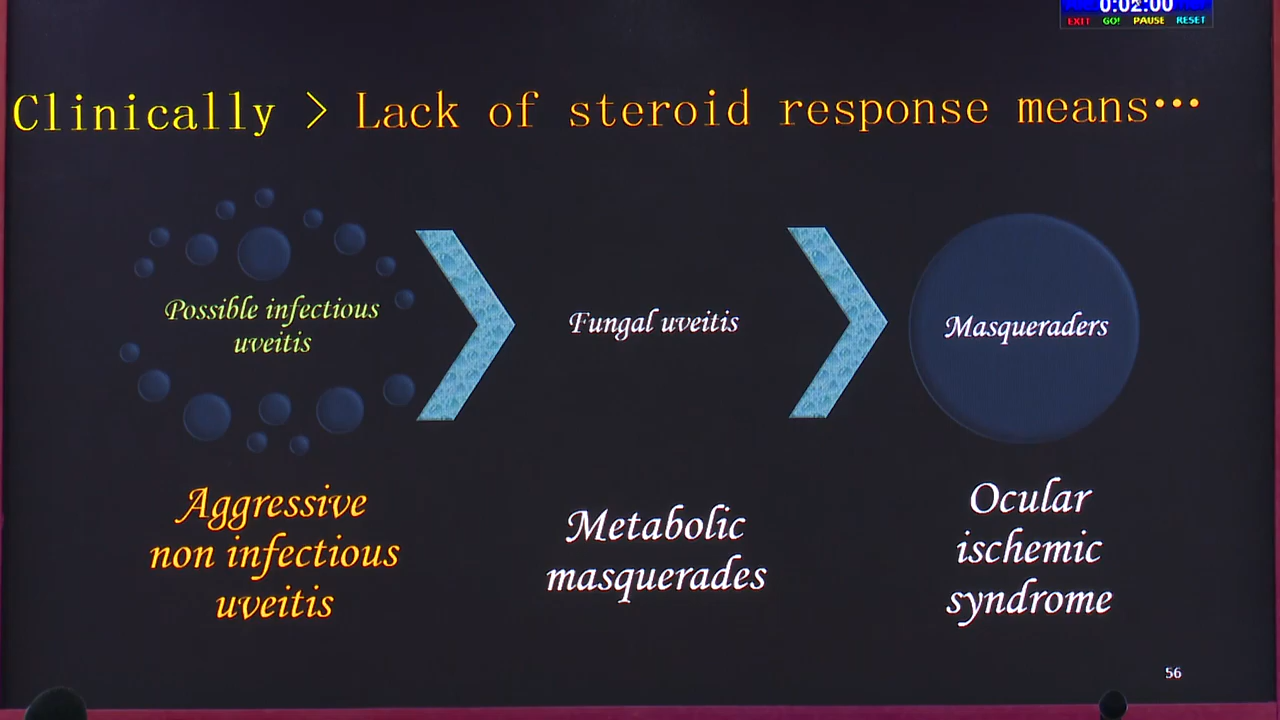 0:02:00
EXIT GO! PAUSE RESET
Clinically > Lack of steroid response means…
Possible infectious
uveitis
Fungal uveitis
Masqueraders
Aggressive
non infectious
uveitis
Metabolic
masquerades
Ocular
ischemic
syndrome
56